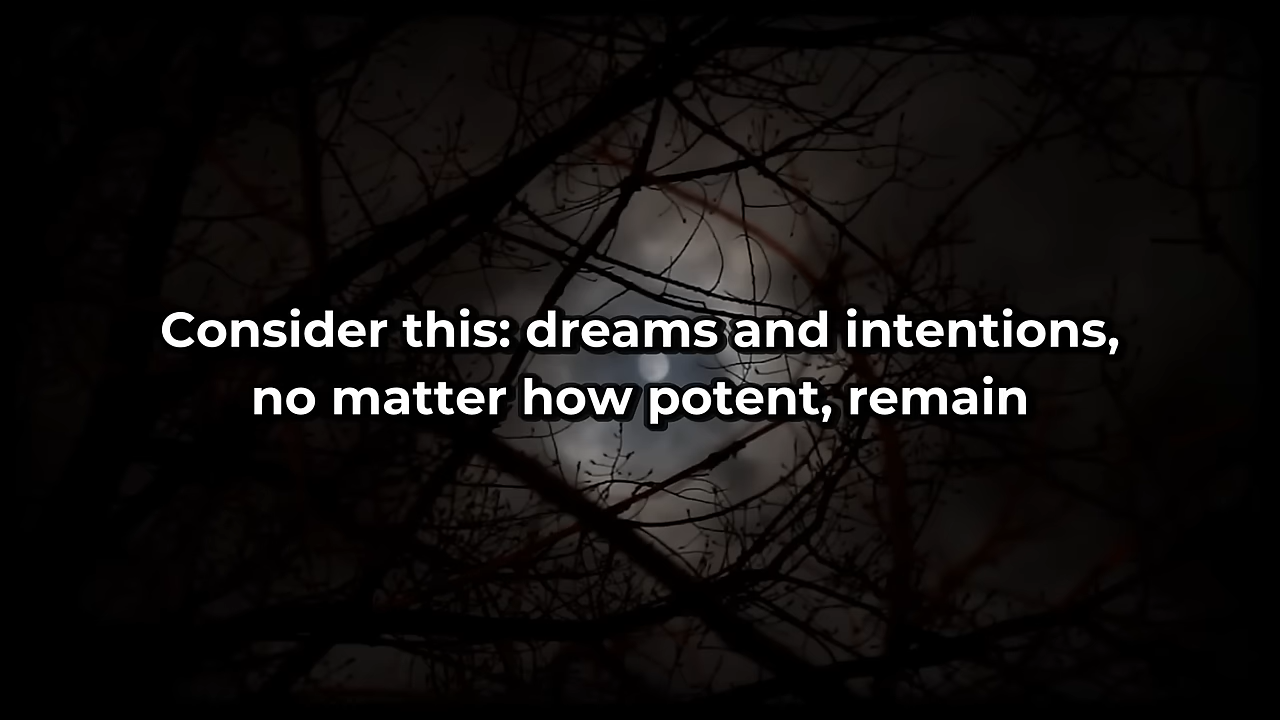 Consider this: dreams and intentions,
no matter how potent, remain